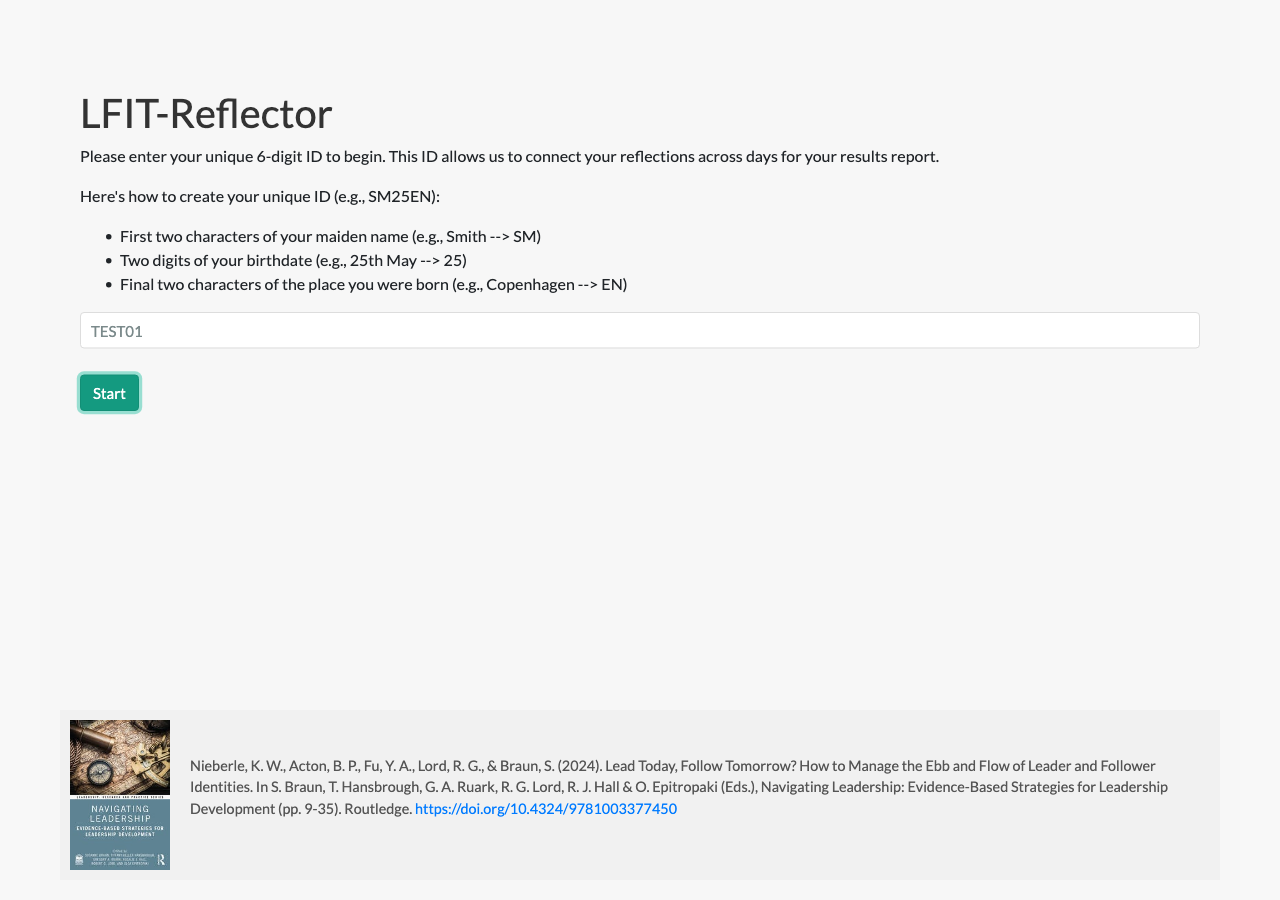 LFIT-Reflector
Please enter your unique 6-digit ID to begin. This ID allows us to connect your reflections across days for your results report.
Here's how to create your unique ID (e.g., SM25EN):
• First two characters of your maiden name (e.g., Smith --> SM)
• Two digits of your birthdate (e.g., 25th May --> 25)
• Final two characters of the place you were born (e.g., Copenhagen --> EN)
TEST01
Start
NAVIGATING
LEADERSHIP
EVIDENCE-BASED STRATEGIES FOR
LEADERSHIP DEVELOPMENT
Nieberle, K. W., Acton, B. P., Fu, Y. A., Lord, R. G., & Braun, S. (2024). Lead Today, Follow Tomorrow? How to Manage the Ebb and Flow of Leader and Follower
Identities. In S. Braun, T. Hansbrough, G. A. Ruark, R. G. Lord, R. J. Hall & O. Epitropaki (Eds.), Navigating Leadership: Evidence-Based Strategies for Leadership
Development (pp. 9-35). Routledge. https://doi.org/10.4324/9781003377450